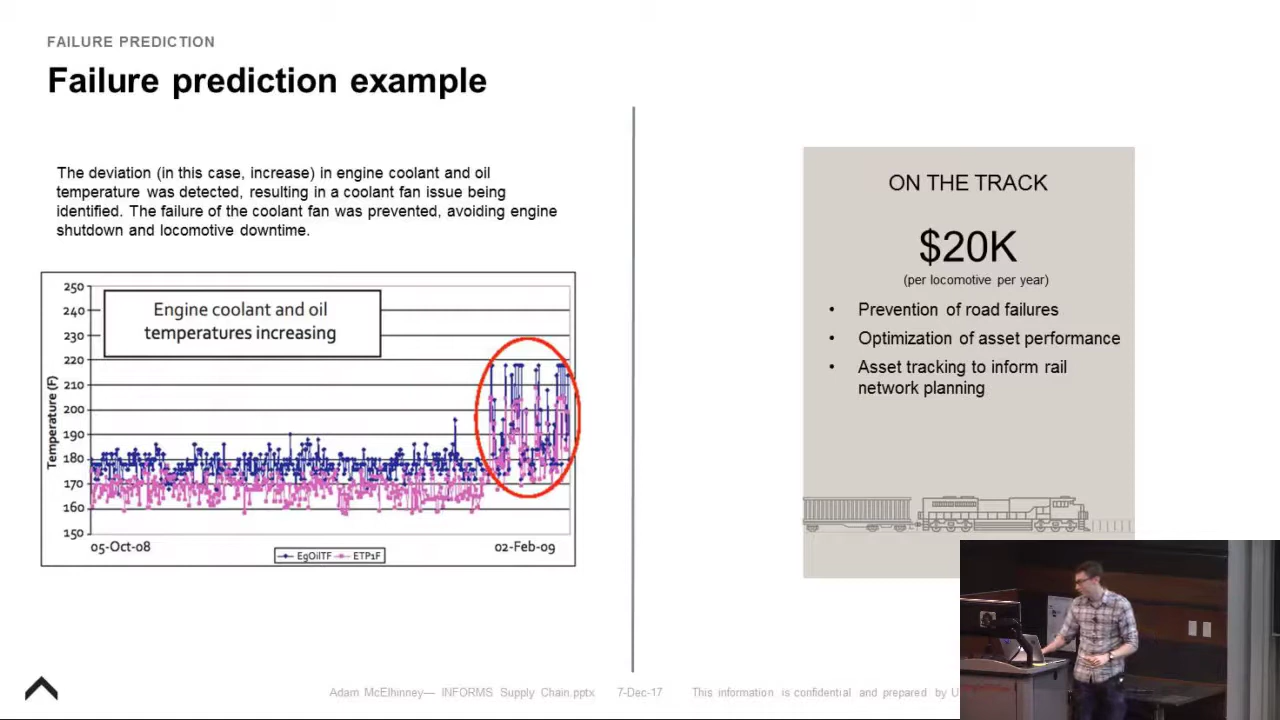 FAILURE PREDICTION
Failure prediction example
The deviation (in this case, increase) in engine coolant and oil
temperature was detected, resulting in a coolant fan issue being
identified. The failure of the coolant fan was prevented, avoiding engine
shutdown and locomotive downtime.
Engine coolant and oil
temperatures increasing
Temperature (F)
250
240
230
220
210
200
190
180
170
160
150
05-Oct-08
02-Feb-09
EgOilTF
ETP1F
ON THE TRACK
$20K
(per locomotive per year)
• Prevention of road failures
• Optimization of asset performance
• Asset tracking to inform rail
network planning
Adam McElhinney— INFORMS Supply Chain.pptx 7-Dec-17 This information is confidential and prepared by